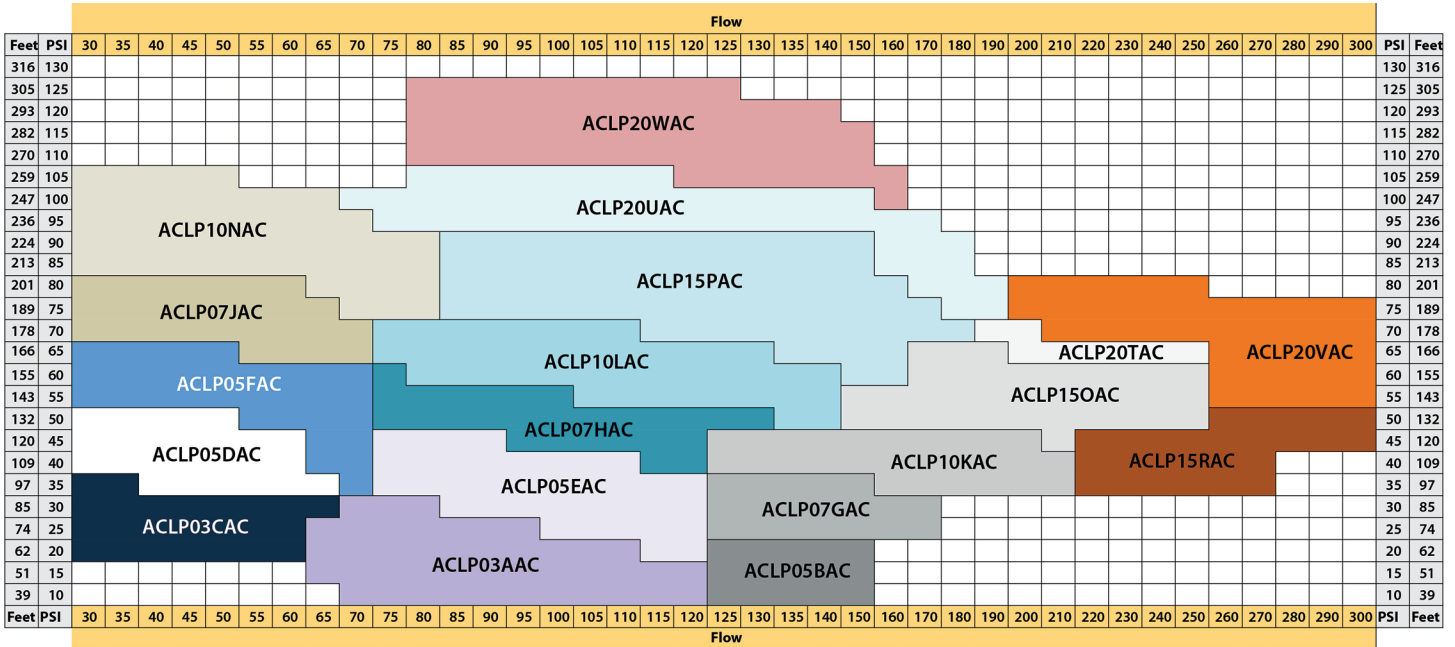 Flow
Feet PSI 30 35 40 45 50 55 60 65 70 75 80 85 90 95 100 105 110 115 120 125 130 135 140 150 160 170 180 190 200 210 220 230 240 250 260 270 280 290 300 PSI Feet
316 130 130 316
305 125 125 305
293 120 ACLP20WAC 120 293
282 115 115 282
270 110 110 270
259 105 105 259
247 100 ACLP20UAC 100 247
236 95 ACLP10NAC 95 236
224 90 90 224
213 85 85 213
201 80 ACLP15PAC 80 201
189 75 ACLP07JAC 75 189
178 70 70 178
166 65 ACLP10LAC ACLP20TAC ACLP20VAC 65 166
155 60 ACLP05FAC 60 155
143 55 ACLP15OAC 55 143
132 50 ACLP07HAC 50 132
120 45 ACLP05DAC 45 120
109 40 ACLP10KAC ACLP15RAC 40 109
97 35 ACLP05EAC 35 97
85 30 ACLP07GAC 30 85
74 25 ACLP03CAC 25 74
62 20 20 62
51 15 ACLP03AAC ACLP05BAC 15 51
39 10 10 39
Feet PSI 30 35 40 45 50 55 60 65 70 75 80 85 90 95 100 105 110 115 120 125 130 135 140 150 160 170 180 190 200 210 220 230 240 250 260 270 280 290 300 PSI Feet
Flow